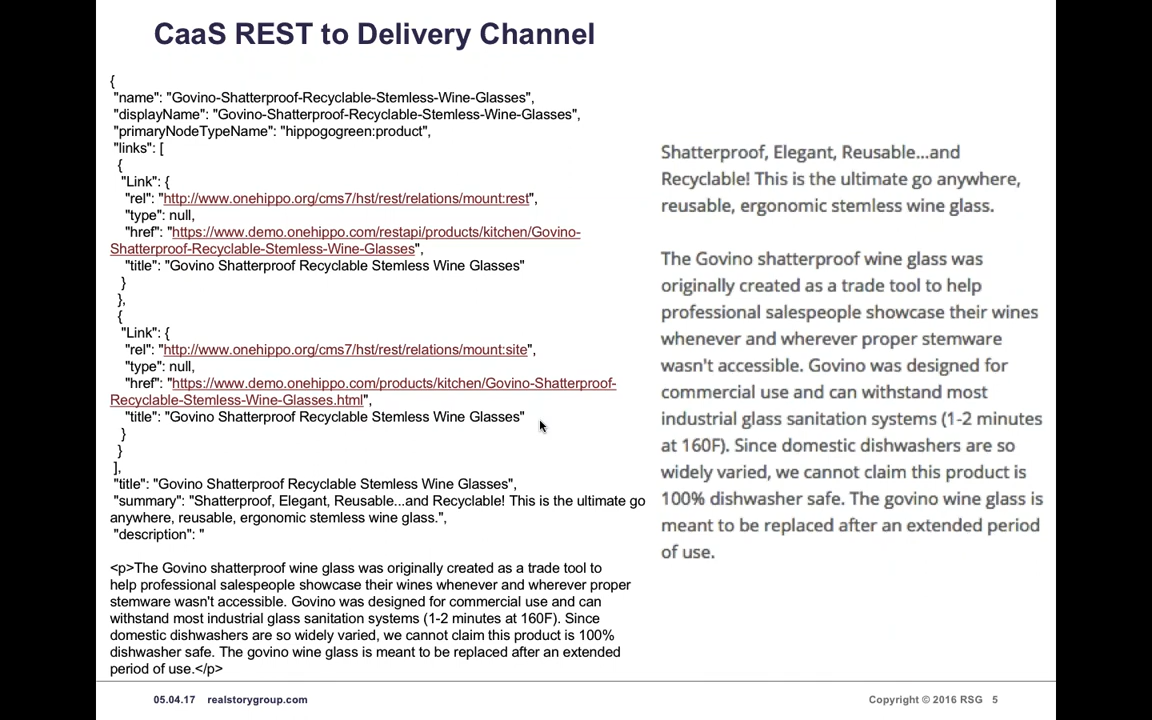 CaaS REST to Delivery Channel
{
"name": "Govino-Shatterproof-Recyclable-Stemless-Wine-Glasses",
"displayName": "Govino-Shatterproof-Recyclable-Stemless-Wine-Glasses",
"primaryNodeTypeName": "hippogogreen:product",
"links": [
{
"Link": {
"rel": "http://www.onehippo.org/cms7/hst/rest/relations/mount:rest",
"type": null,
"href": "https://www.demo.onehippo.com/restapi/products/kitchen/Govino-
Shatterproof-Recyclable-Stemless-Wine-Glasses",
"title": "Govino Shatterproof Recyclable Stemless Wine Glasses"
}
},
{
"Link": {
"rel": "http://www.onehippo.org/cms7/hst/rest/relations/mount:site",
"type": null,
"href": "https://www.demo.onehippo.com/products/kitchen/Govino-Shatterproof-
Recyclable-Stemless-Wine-Glasses.html",
"title": "Govino Shatterproof Recyclable Stemless Wine Glasses"
}
}
],
"title": "Govino Shatterproof Recyclable Stemless Wine Glasses",
"summary": "Shatterproof, Elegant, Reusable...and Recyclable! This is the ultimate go
anywhere, reusable, ergonomic stemless wine glass.",
"description": "
<p>The Govino shatterproof wine glass was originally created as a trade tool to
help professional salespeople showcase their wines whenever and wherever proper
stemware wasn't accessible. Govino was designed for commercial use and can
withstand most industrial glass sanitation systems (1-2 minutes at 160F). Since
domestic dishwashers are so widely varied, we cannot claim this product is 100%
dishwasher safe. The govino wine glass is meant to be replaced after an extended
period of use.</p>
Shatterproof, Elegant, Reusable...and
Recyclable! This is the ultimate go anywhere,
reusable, ergonomic stemless wine glass.
The Govino shatterproof wine glass was
originally created as a trade tool to help
professional salespeople showcase their wines
whenever and wherever proper stemware
wasn't accessible. Govino was designed for
commercial use and can withstand most
industrial glass sanitation systems (1-2 minutes
at 160F). Since domestic dishwashers are so
widely varied, we cannot claim this product is
100% dishwasher safe. The govino wine glass is
meant to be replaced after an extended period
of use.
05.04.17 realstorygroup.com
Copyright © 2016 RSG 5